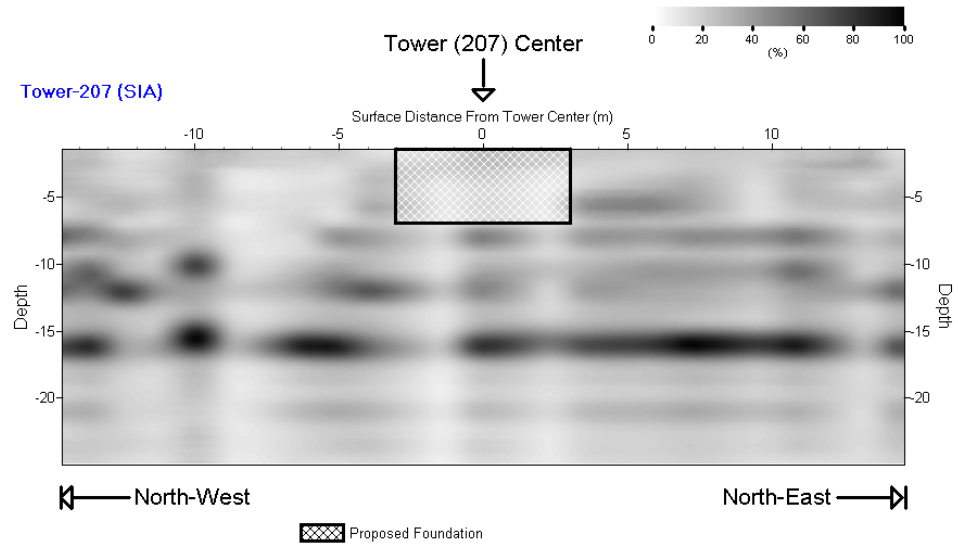 0 20 40 60 80 100
(%)
Tower (207) Center
Tower-207 (SIA)
Surface Distance From Tower Center (m)
-10 -5 0 5 10
-5 -5
-10 -10
-15 -15
-20 -20
Depth
Depth
North-West
North-East
Proposed Foundation